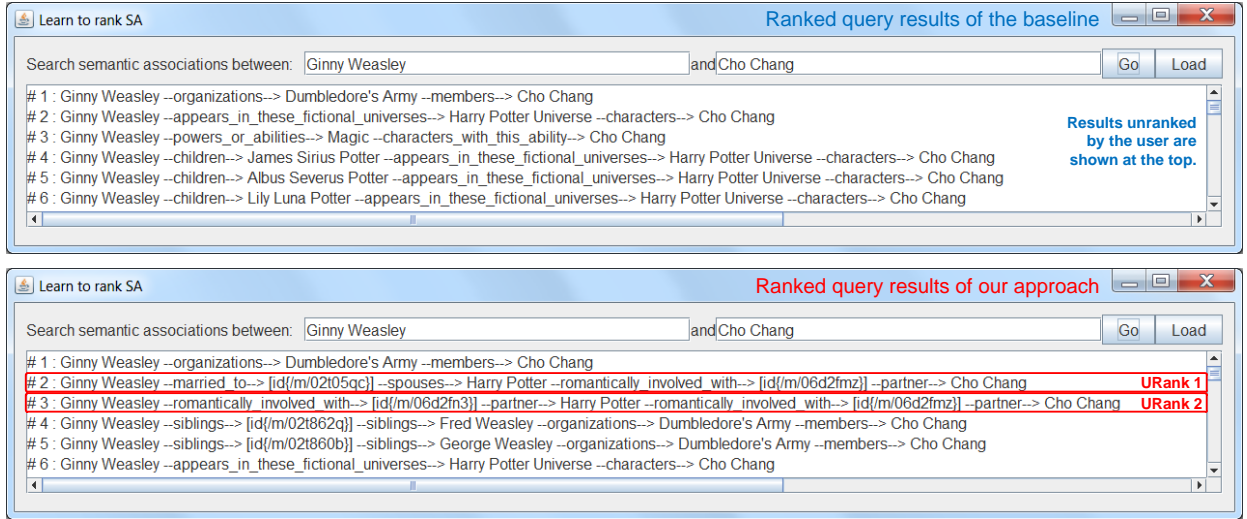 Learn to rank SA
Ranked query results of the baseline
Search semantic associations between: Ginny Weasley and Cho Chang Go Load
# 1 : Ginny Weasley --organizations--> Dumbledore's Army --members--> Cho Chang
# 2 : Ginny Weasley --appears_in_these_fictional_universes--> Harry Potter Universe --characters--> Cho Chang
# 3 : Ginny Weasley --powers_or_abilities--> Magic --characters_with_this_ability--> Cho Chang
# 4 : Ginny Weasley --children--> James Sirius Potter --appears_in_these_fictional_universes--> Harry Potter Universe --characters--> Cho Chang
# 5 : Ginny Weasley --children--> Albus Severus Potter --appears_in_these_fictional_universes--> Harry Potter Universe --characters--> Cho Chang
# 6 : Ginny Weasley --children--> Lily Luna Potter --appears_in_these_fictional_universes--> Harry Potter Universe --characters--> Cho Chang
Results unranked
by the user are
shown at the top.
Learn to rank SA
Ranked query results of our approach
Search semantic associations between: Ginny Weasley and Cho Chang Go Load
# 1 : Ginny Weasley --organizations--> Dumbledore's Army --members--> Cho Chang
# 2 : Ginny Weasley --married_to--> [id{/m/02t05qc}] --spouses--> Harry Potter --romantically_involved_with--> [id{/m/06d2fmz}] --partner--> Cho Chang URank 1
# 3 : Ginny Weasley --romantically_involved_with--> [id{/m/06d2fn3}] --partner--> Harry Potter --romantically_involved_with--> [id{/m/06d2fmz}] --partner--> Cho Chang URank 2
# 4 : Ginny Weasley --siblings--> [id{/m/02t862q}] --siblings--> Fred Weasley --organizations--> Dumbledore's Army --members--> Cho Chang
# 5 : Ginny Weasley --siblings--> [id{/m/02t860b}] --siblings--> George Weasley --organizations--> Dumbledore's Army --members--> Cho Chang
# 6 : Ginny Weasley --appears_in_these_fictional_universes--> Harry Potter Universe --characters--> Cho Chang